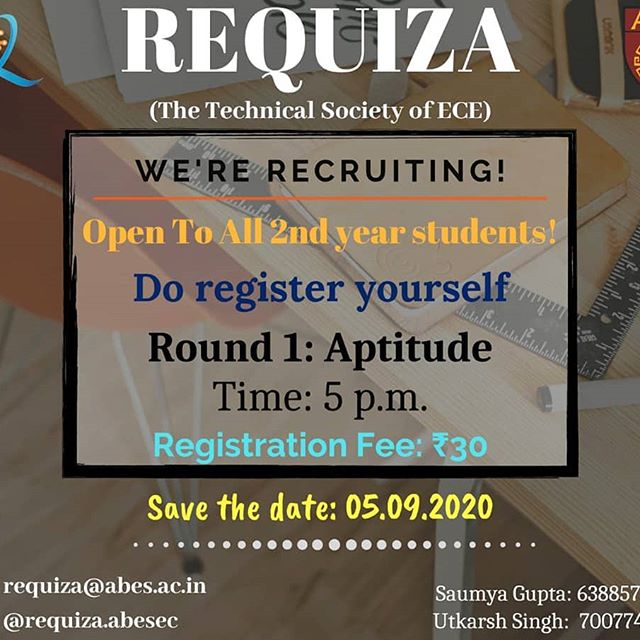 REQUIZA
(The Technical Society of ECE)
WE'RE RECRUITING!
Open To All 2nd year students!
Do register yourself
Round 1: Aptitude
Time: 5 p.m.
Registration Fee: ₹30
Save the date: 05.09.2020
requiza@abes.ac.in
@requiza.abesec
Saumya Gupta: 638857
Utkarsh Singh: 700774